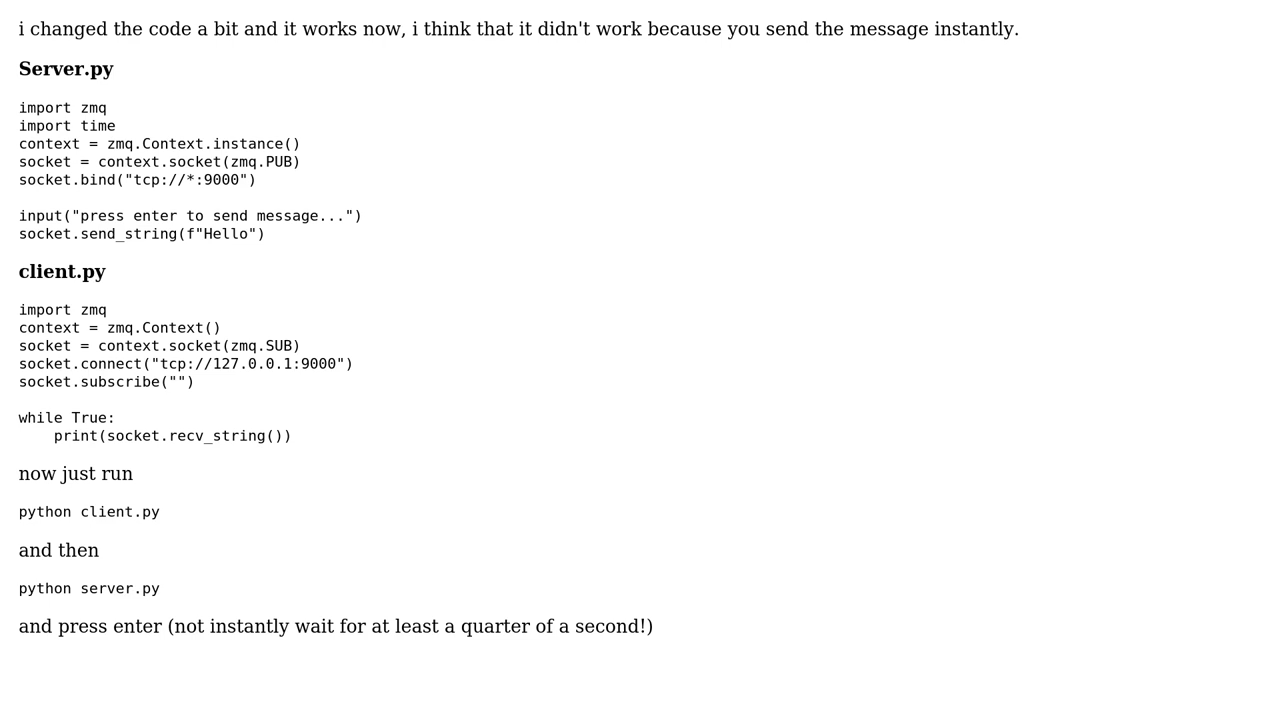 i changed the code a bit and it works now, i think that it didn't work because you send the message instantly.
Server.py
import zmq
import time
context = zmq.Context.instance()
socket = context.socket(zmq.PUB)
socket.bind("tcp://*:9000")
input("press enter to send message...")
socket.send_string(f"Hello")
client.py
import zmq
context = zmq.Context()
socket = context.socket(zmq.SUB)
socket.connect("tcp://127.0.0.1:9000")
socket.subscribe("")
while True:
    print(socket.recv_string())
now just run
python client.py
and then
python server.py
and press enter (not instantly wait for at least a quarter of a second!)